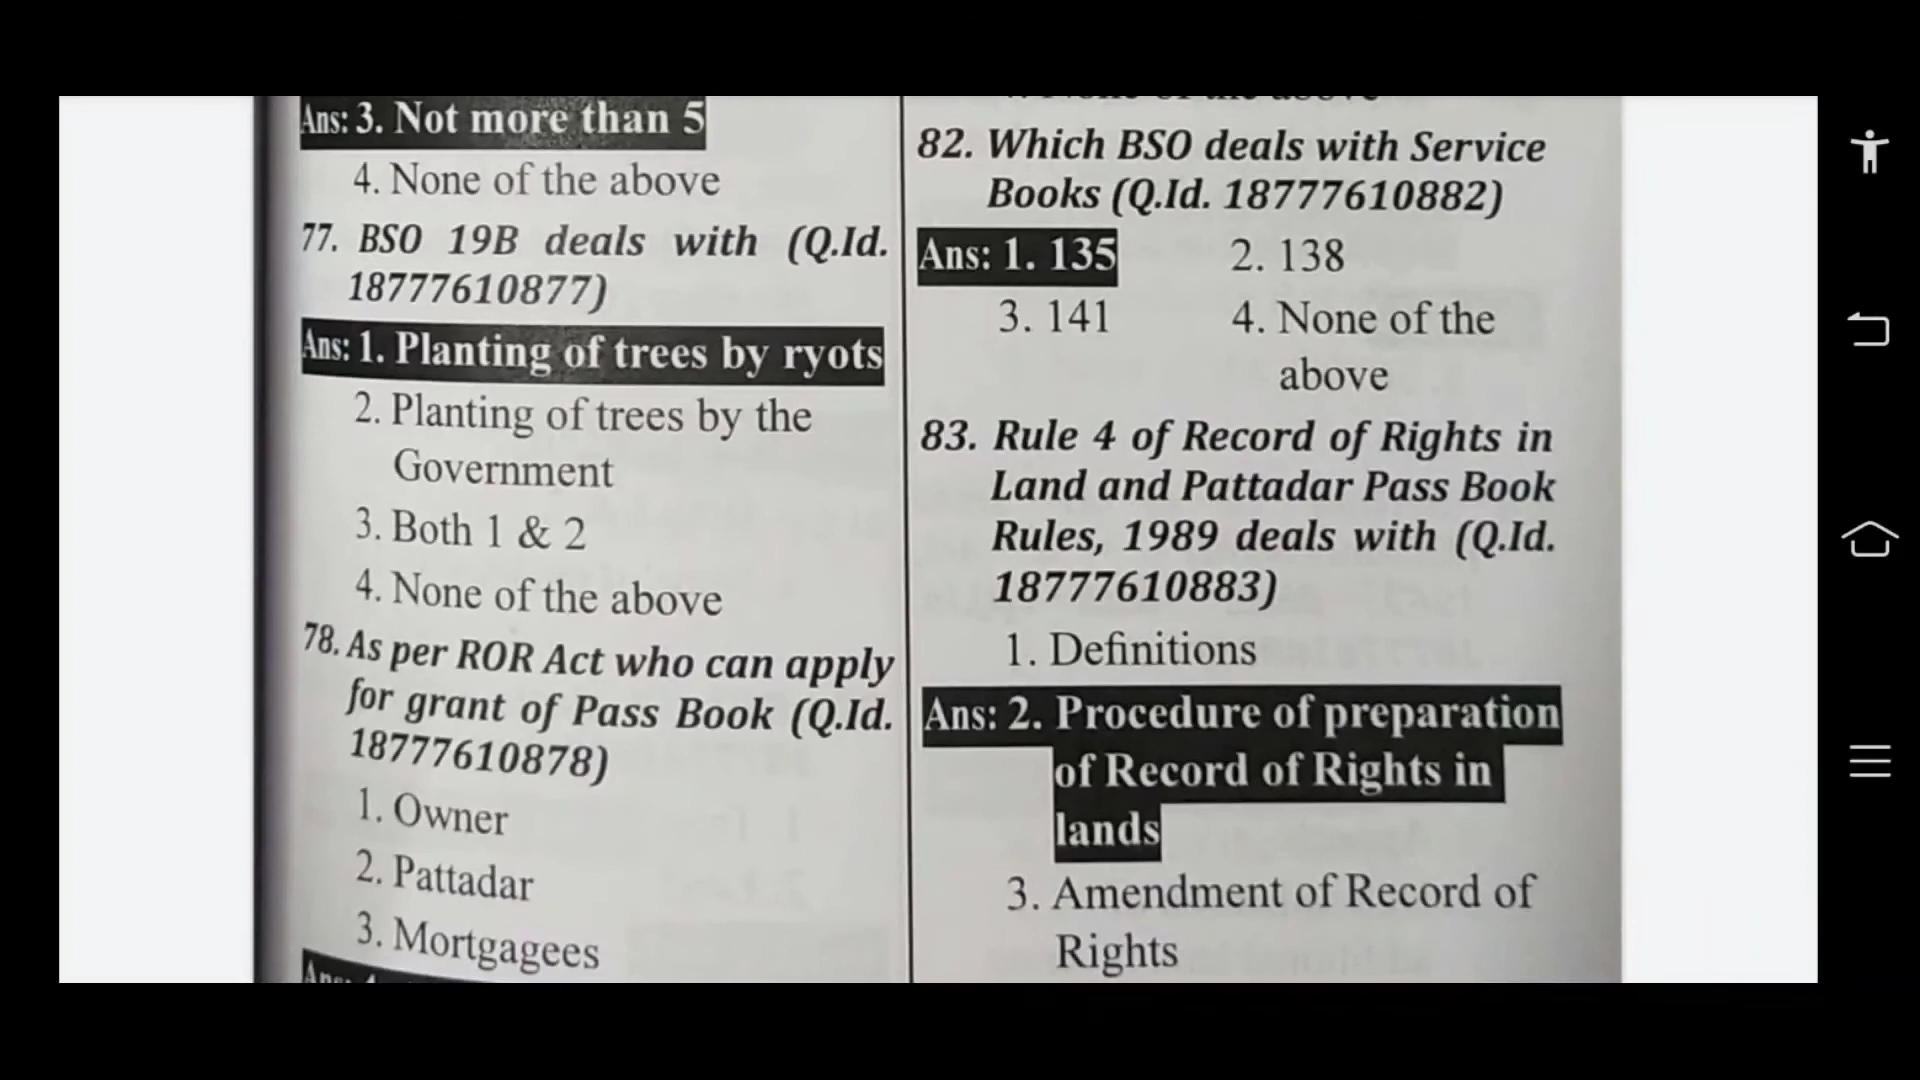 Ans: 3. Not more than 5
4. None of the above
77. BSO 19B deals with (Q.Id.
18777610877)
Ans: 1. Planting of trees by ryots
2. Planting of trees by the
Government
3. Both 1 & 2
4. None of the above
78. As per ROR Act who can apply
for grant of Pass Book (Q.Id.
18777610878)
1. Owner
2. Pattadar
3. Mortgagees
None of the above
82. Which BSO deals with Service
Books (Q.Id. 18777610882)
Ans: 1. 135 2. 138
3. 141 4. None of the
above
83. Rule 4 of Record of Rights in
Land and Pattadar Pass Book
Rules, 1989 deals with (Q.Id.
18777610883)
1. Definitions
Ans: 2. Procedure of preparation
of Record of Rights in
lands
3. Amendment of Record of
Rights